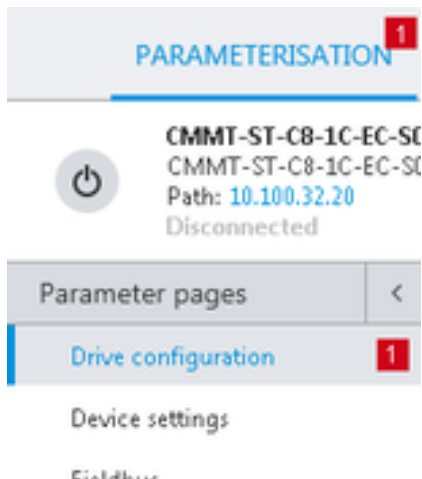 1
PARAMETERISATION
CMMT-ST-C8-1C-EC-S0
CMMT-ST-C8-1C-EC-S0
Path: 10.100.32.20
Disconnected
Parameter pages <
Drive configuration 1
Device settings
Fieldbus